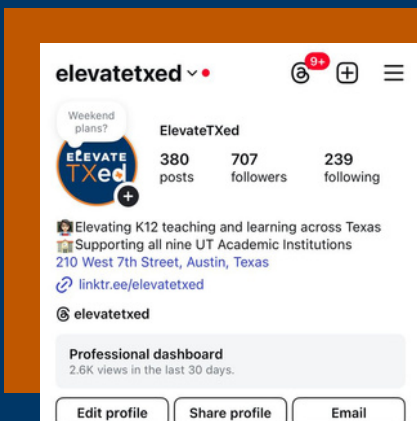 elevatetxed
9+
Weekend
plans?
ELEVATE
TXed
ElevateTXed
380 707 239
posts followers following
Elevating K12 teaching and learning across Texas
Supporting all nine UT Academic Institutions
210 West 7th Street, Austin, Texas
linktr.ee/elevatetxed
elevatetxed
Professional dashboard
2.6K views in the last 30 days.
Edit profile Share profile Email